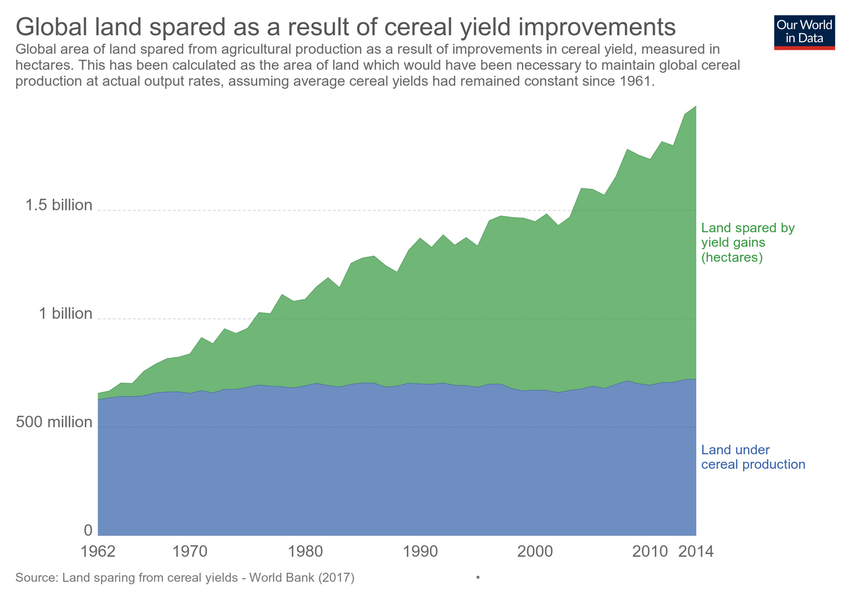 Global land spared as a result of cereal yield improvements
Our World
in Data
Global area of land spared from agricultural production as a result of improvements in cereal yield, measured in
hectares. This has been calculated as the area of land which would have been necessary to maintain global cereal
production at actual output rates, assuming average cereal yields had remained constant since 1961.
1.5 billion
Land spared by
yield gains
(hectares)
1 billion
500 million
Land under
cereal production
0
1962 1970 1980 1990 2000 2010 2014
Source: Land sparing from cereal yields - World Bank (2017) •